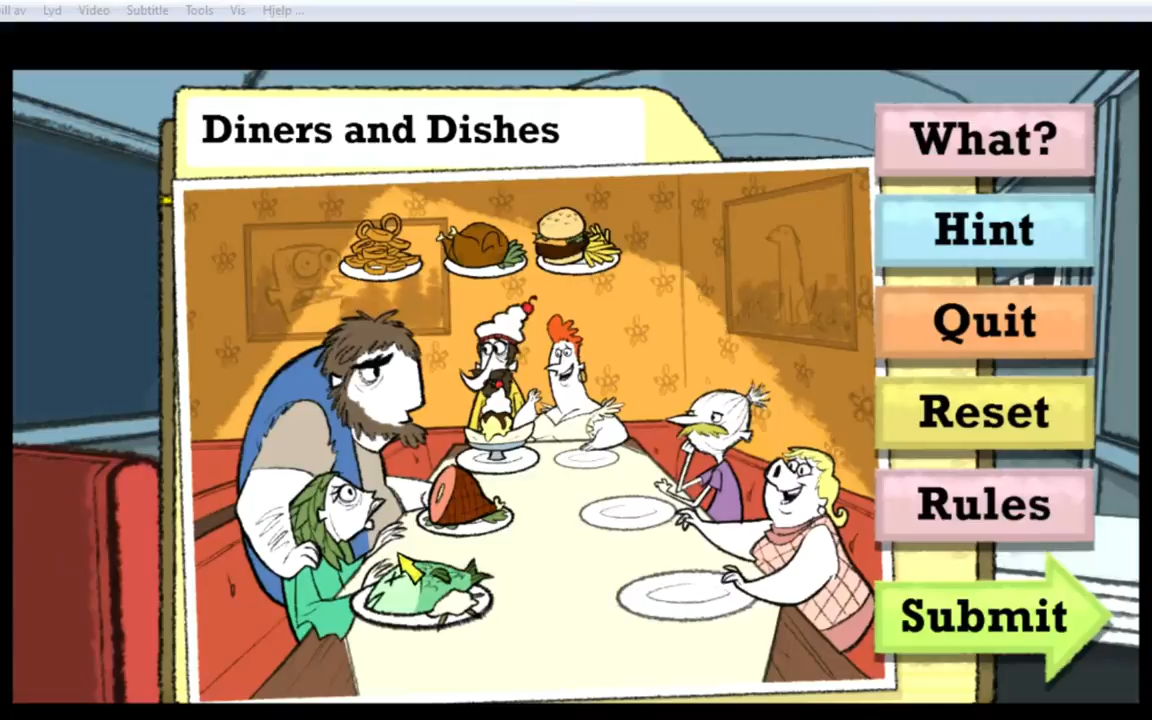 Lyd Video Subtitle Tools Vis Hjelp ...
Diners and Dishes
What?
Hint
Quit
Reset
Rules
Submit